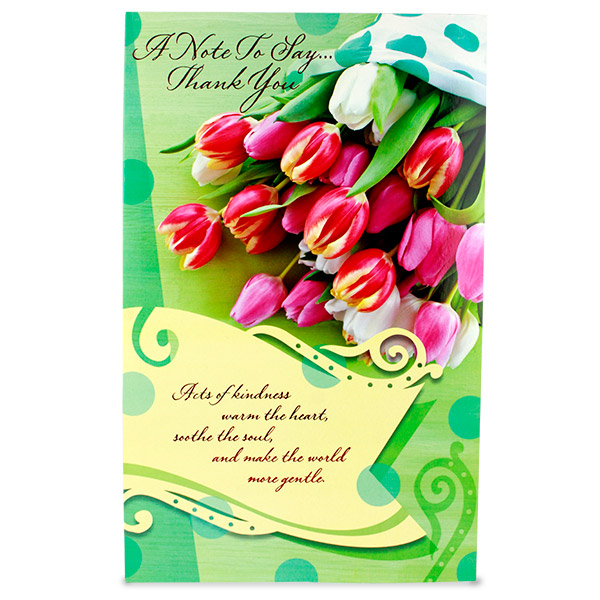 A Note To Say...
Thank You
Acts of kindness
warm the heart,
soothe the soul,
and make the world
more gentle.